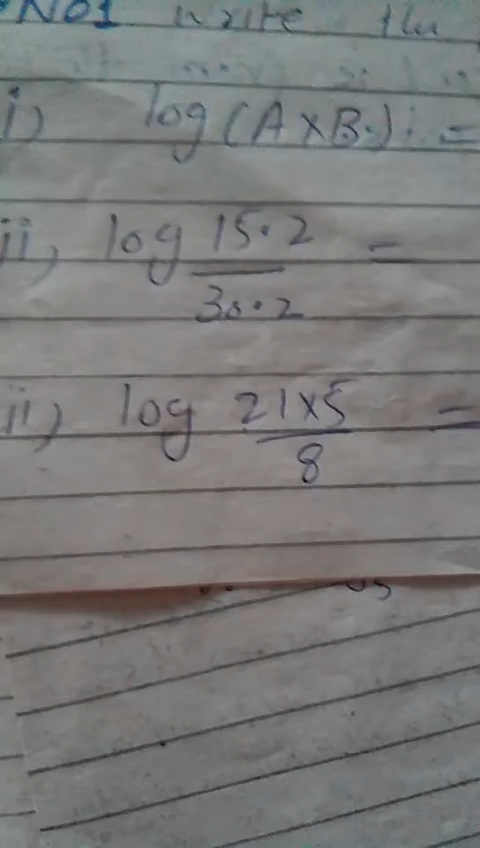 NO1 write the
i) log (A×B) =
ii, log 15.2 =
30.2
ii) log 21×5 =
8